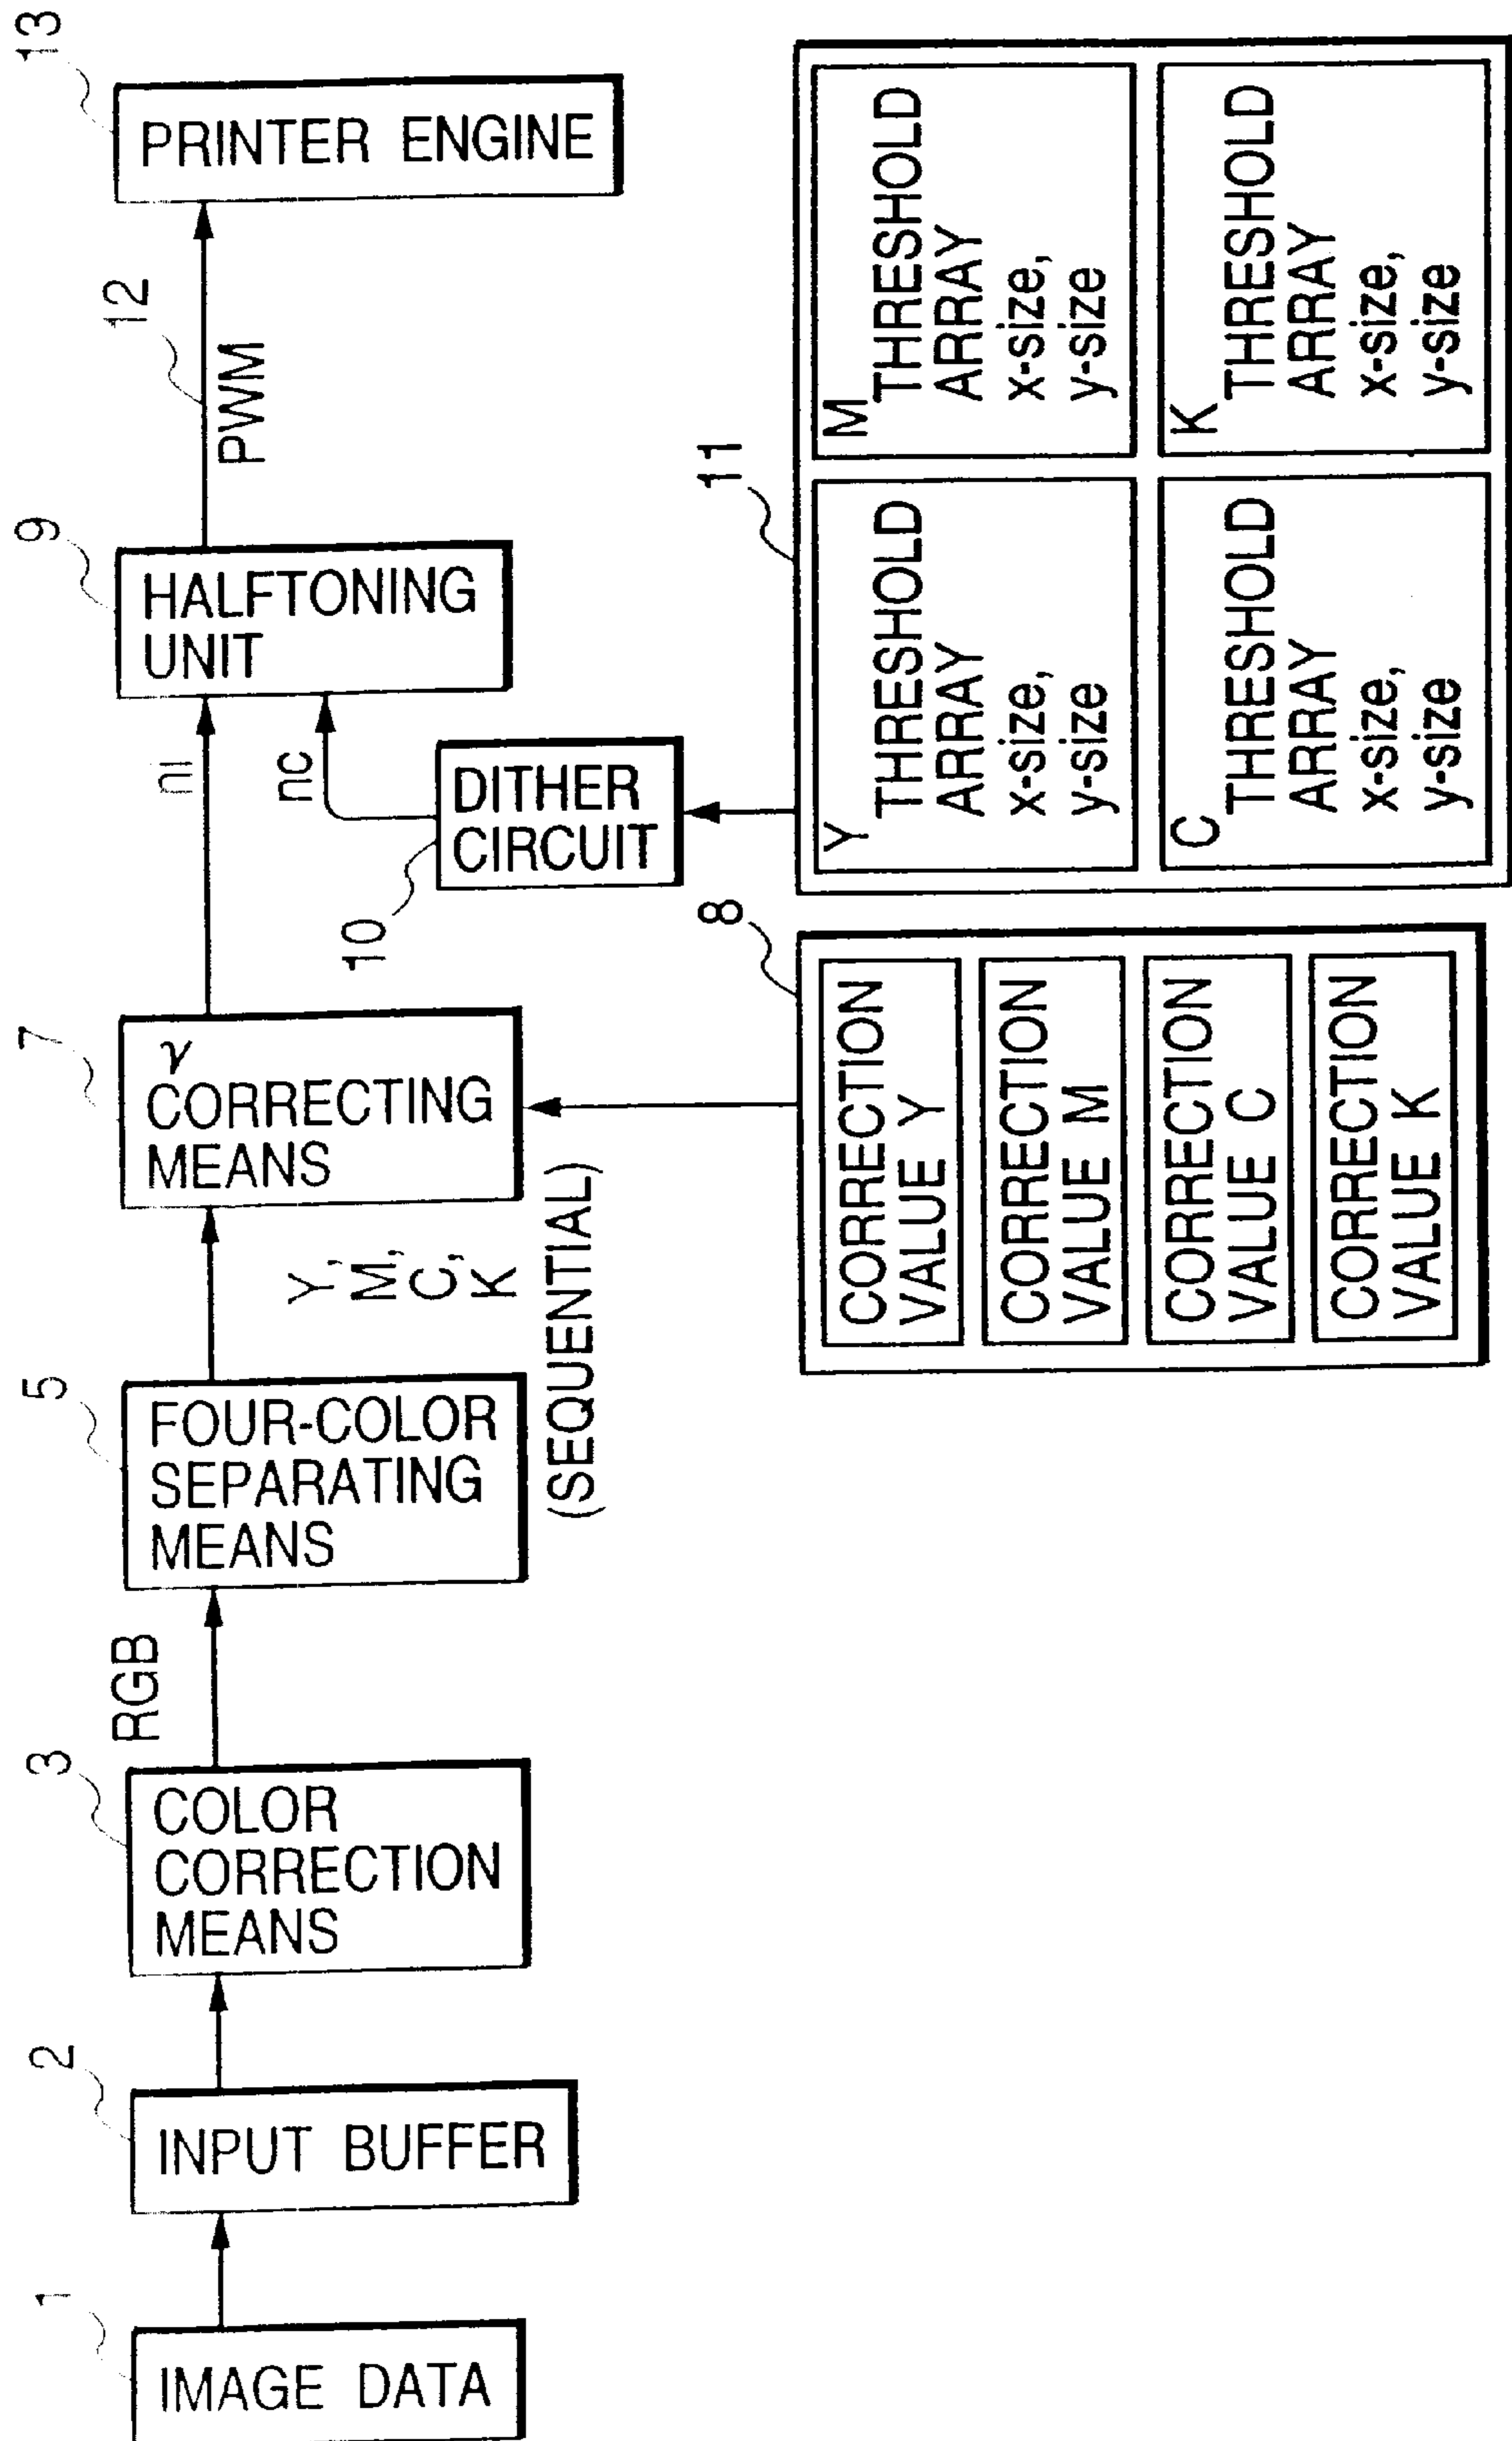 1
IMAGE DATA
2
INPUT BUFFER
3
COLOR
CORRECTION
MEANS
RGB
5
FOUR-COLOR
SEPARATING
MEANS
Y,
M,
C,
K
(SEQUENTIAL)
7
γ
CORRECTING
MEANS
8
CORRECTION
VALUE Y
CORRECTION
VALUE M
CORRECTION
VALUE C
CORRECTION
VALUE K
ni
nc
9
HALFTONING
UNIT
10
DITHER
CIRCUIT
11
Y
THRESHOLD
ARRAY
x-size,
y-size
M
THRESHOLD
ARRAY
x-size,
y-size
C
THRESHOLD
ARRAY
x-size,
y-size
K
THRESHOLD
ARRAY
x-size,
y-size
12
PWM
13
PRINTER ENGINE